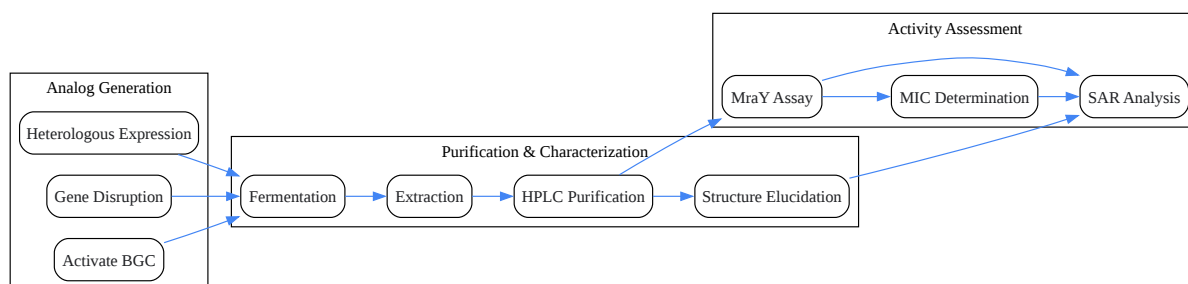 Analog Generation
Heterologous Expression
Gene Disruption
Activate BGC
Purification & Characterization
Fermentation
Extraction
HPLC Purification
Structure Elucidation
Activity Assessment
MraY Assay
MIC Determination
SAR Analysis